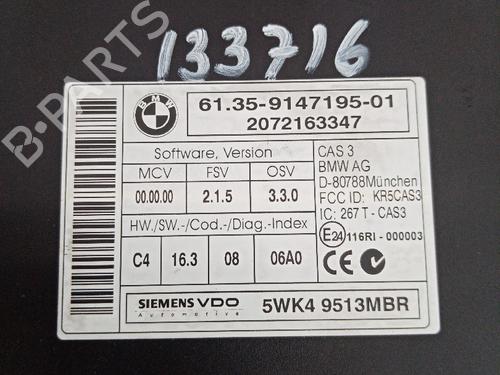 133716
B-PARTS
BMW
61.35-9147195-01
2072163347
Software, Version
MCV FSV OSV
00.00.00 2.1.5 3.3.0
HW./SW.-/Cod.-/Diag.-Index
C4 16.3 08 06A0
CAS 3
BMW AG
D-80788München
FCC ID: KR5CAS3
IC: 267 T - CAS3
E24 116RI - 000003
SIEMENS VDO
Automotive
5WK4 9513MBR